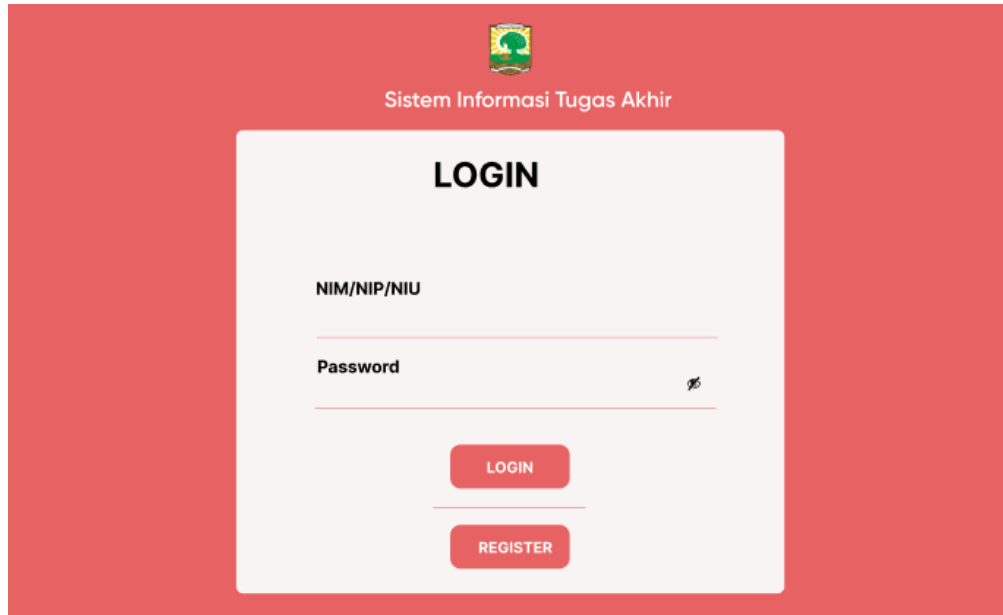 Sistem Informasi Tugas Akhir
LOGIN
NIM/NIP/NIU
Password
LOGIN
REGISTER